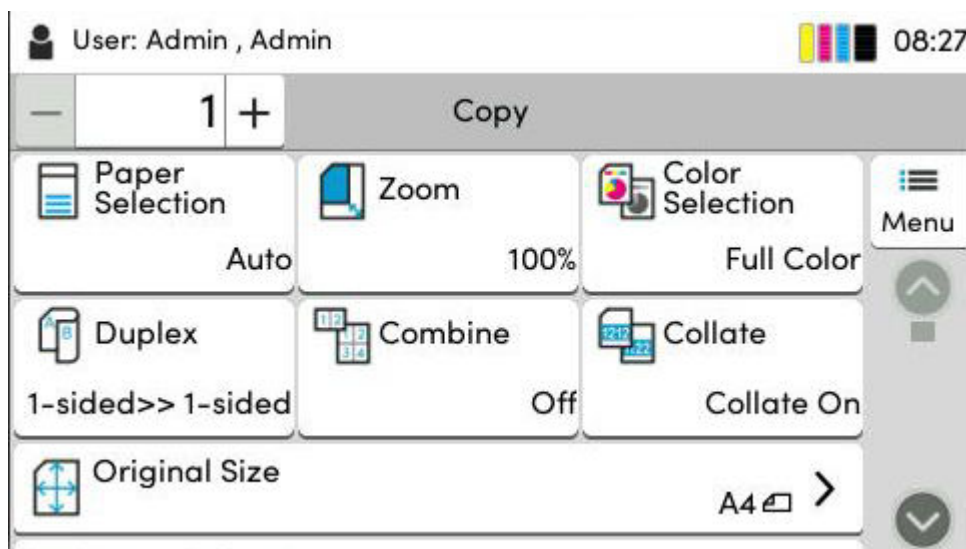 User: Admin , Admin
08:27
1 +
Copy
Paper
Selection
Auto
Zoom
100%
Color
Selection
Full Color
Menu
Duplex
1-sided>> 1-sided
Combine
Off
Collate
Collate On
Original Size
A4